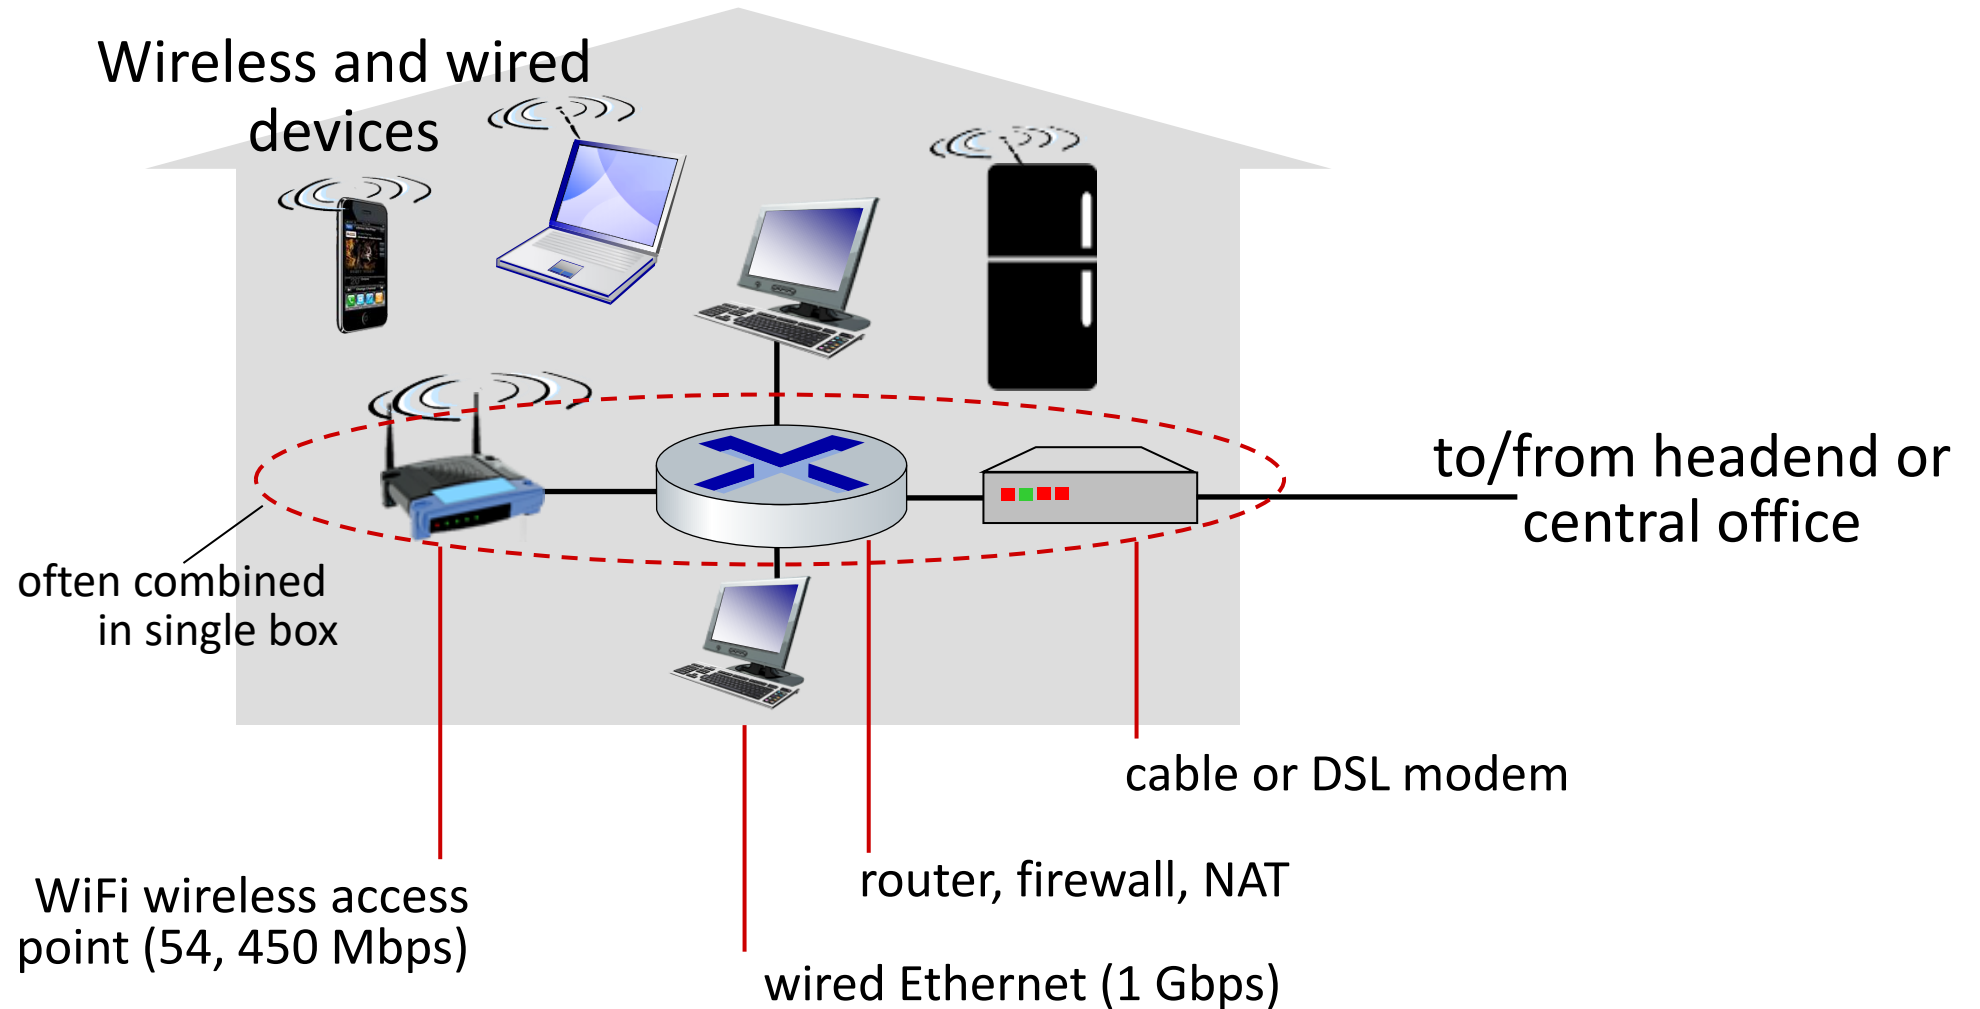 Wireless and wired
devices
to/from headend or
central office
often combined
in single box
cable or DSL modem
router, firewall, NAT
WiFi wireless access
point (54, 450 Mbps)
wired Ethernet (1 Gbps)